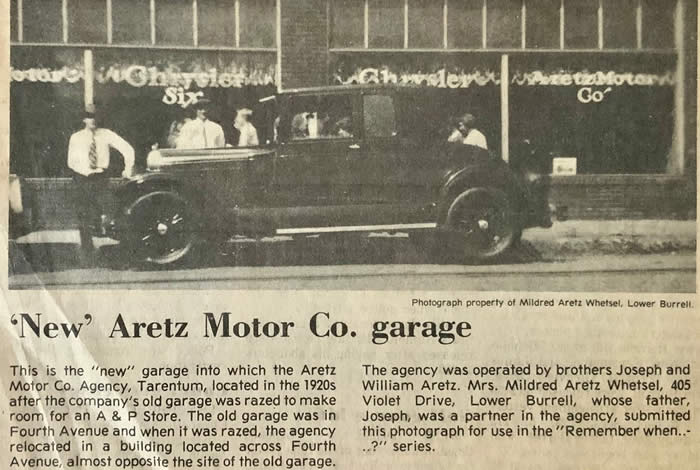 otors Chrysler Chrysler Aretz Motor
Six Co
Photograph property of Mildred Aretz Whetsel, Lower Burrell.
‘New’ Aretz Motor Co. garage
This is the "new" garage into which the Aretz
Motor Co. Agency, Tarentum, located in the 1920s
after the company's old garage was razed to make
room for an A & P Store. The old garage was in
Fourth Avenue and when it was razed, the agency
relocated in a building located across Fourth
Avenue, almost opposite the site of the old garage.
The agency was operated by brothers Joseph and
William Aretz. Mrs. Mildred Aretz Whetsel, 405
Violet Drive, Lower Burrell, whose father,
Joseph, was a partner in the agency, submitted
this photograph for use in the "Remember when..-
..?" series.